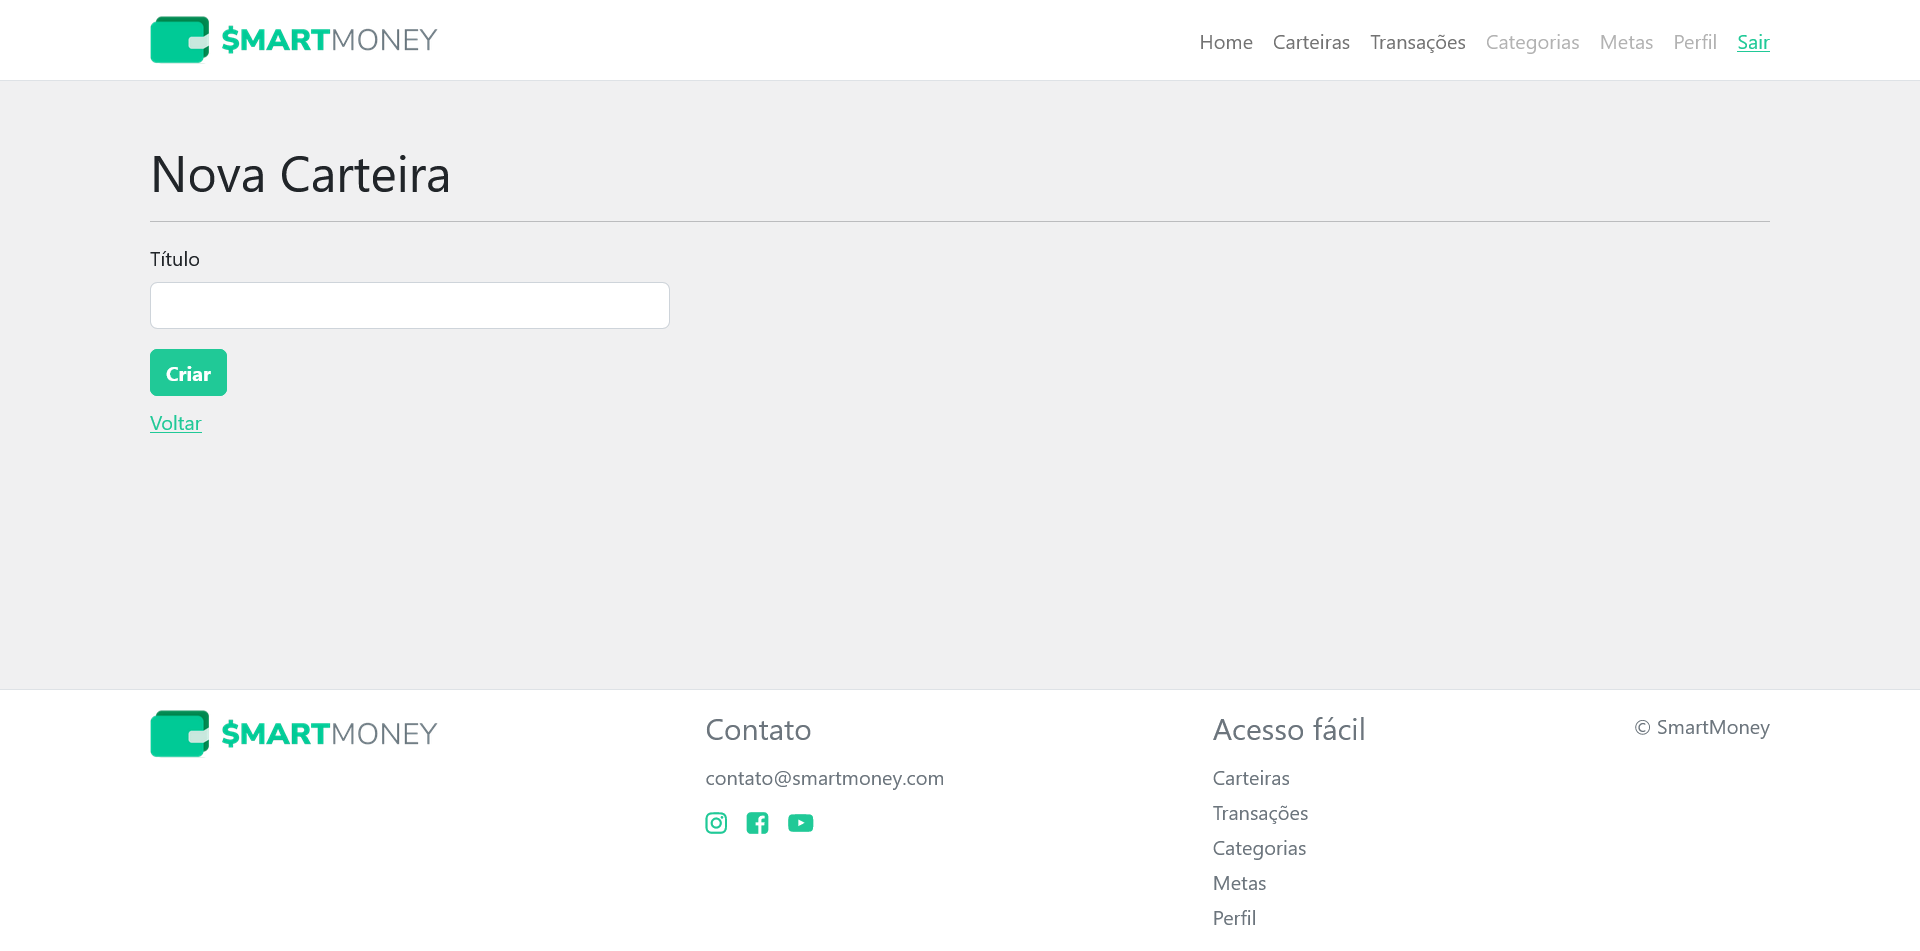 $MARTMONEY
Home Carteiras Transações Categorias Metas Perfil Sair
Nova Carteira
Título
Criar
Voltar
$MARTMONEY
Contato
contato@smartmoney.com
Acesso fácil
Carteiras
Transações
Categorias
Metas
Perfil
© SmartMoney